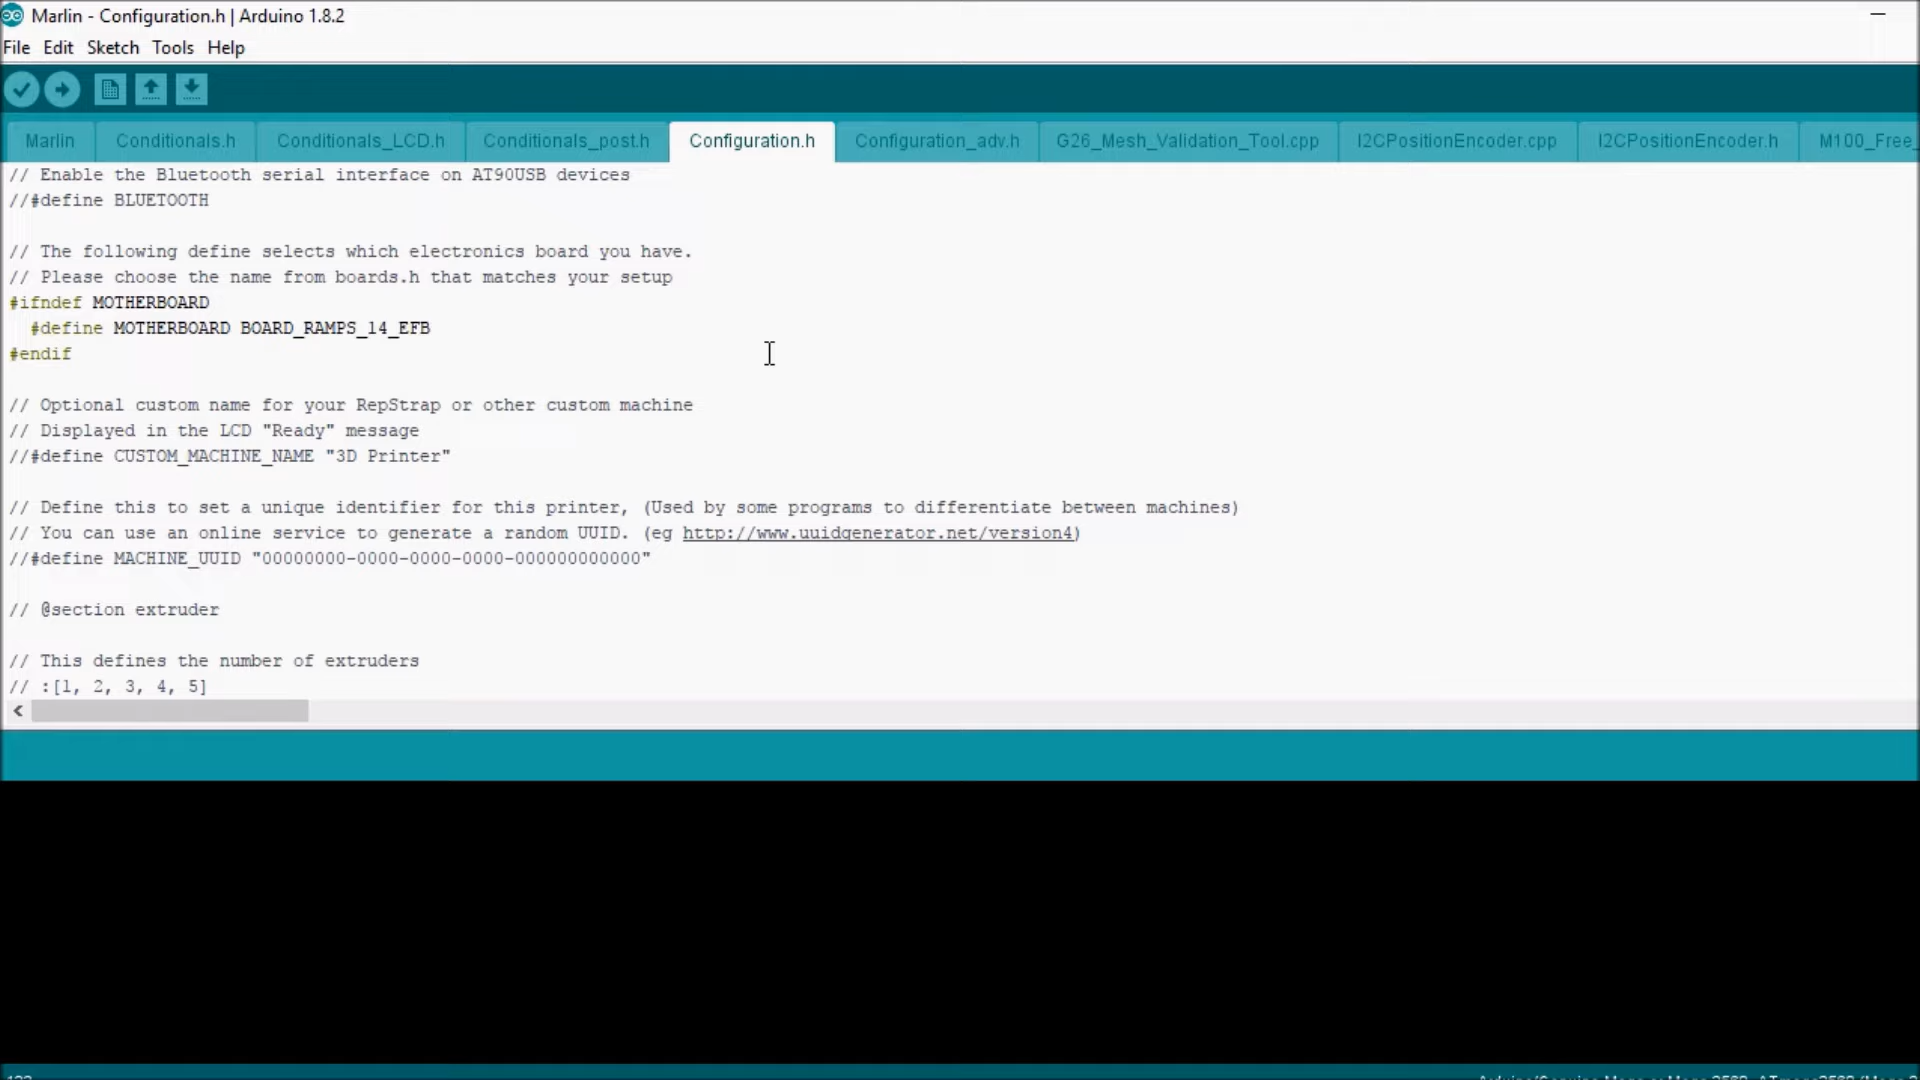 Marlin - Configuration.h | Arduino 1.8.2
File Edit Sketch Tools Help
Marlin Conditionals.h Conditionals_LCD.h Conditionals_post.h Configuration.h Configuration_adv.h G26_Mesh_Validation_Tool.cpp I2CPositionEncoder.cpp I2CPositionEncoder.h M100_Free_
// Enable the Bluetooth serial interface on AT90USB devices
//#define BLUETOOTH
// The following define selects which electronics board you have.
// Please choose the name from boards.h that matches your setup
#ifndef MOTHERBOARD
#define MOTHERBOARD BOARD_RAMPS_14_EFB
#endif
// Optional custom name for your RepStrap or other custom machine
// Displayed in the LCD "Ready" message
//#define CUSTOM_MACHINE_NAME "3D Printer"
// Define this to set a unique identifier for this printer, (Used by some programs to differentiate between machines)
// You can use an online service to generate a random UUID. (eg http://www.uuidgenerator.net/version4)
//#define MACHINE_UUID "00000000-0000-0000-0000-000000000000"
// @section extruder
// This defines the number of extruders
// :[1, 2, 3, 4, 5]